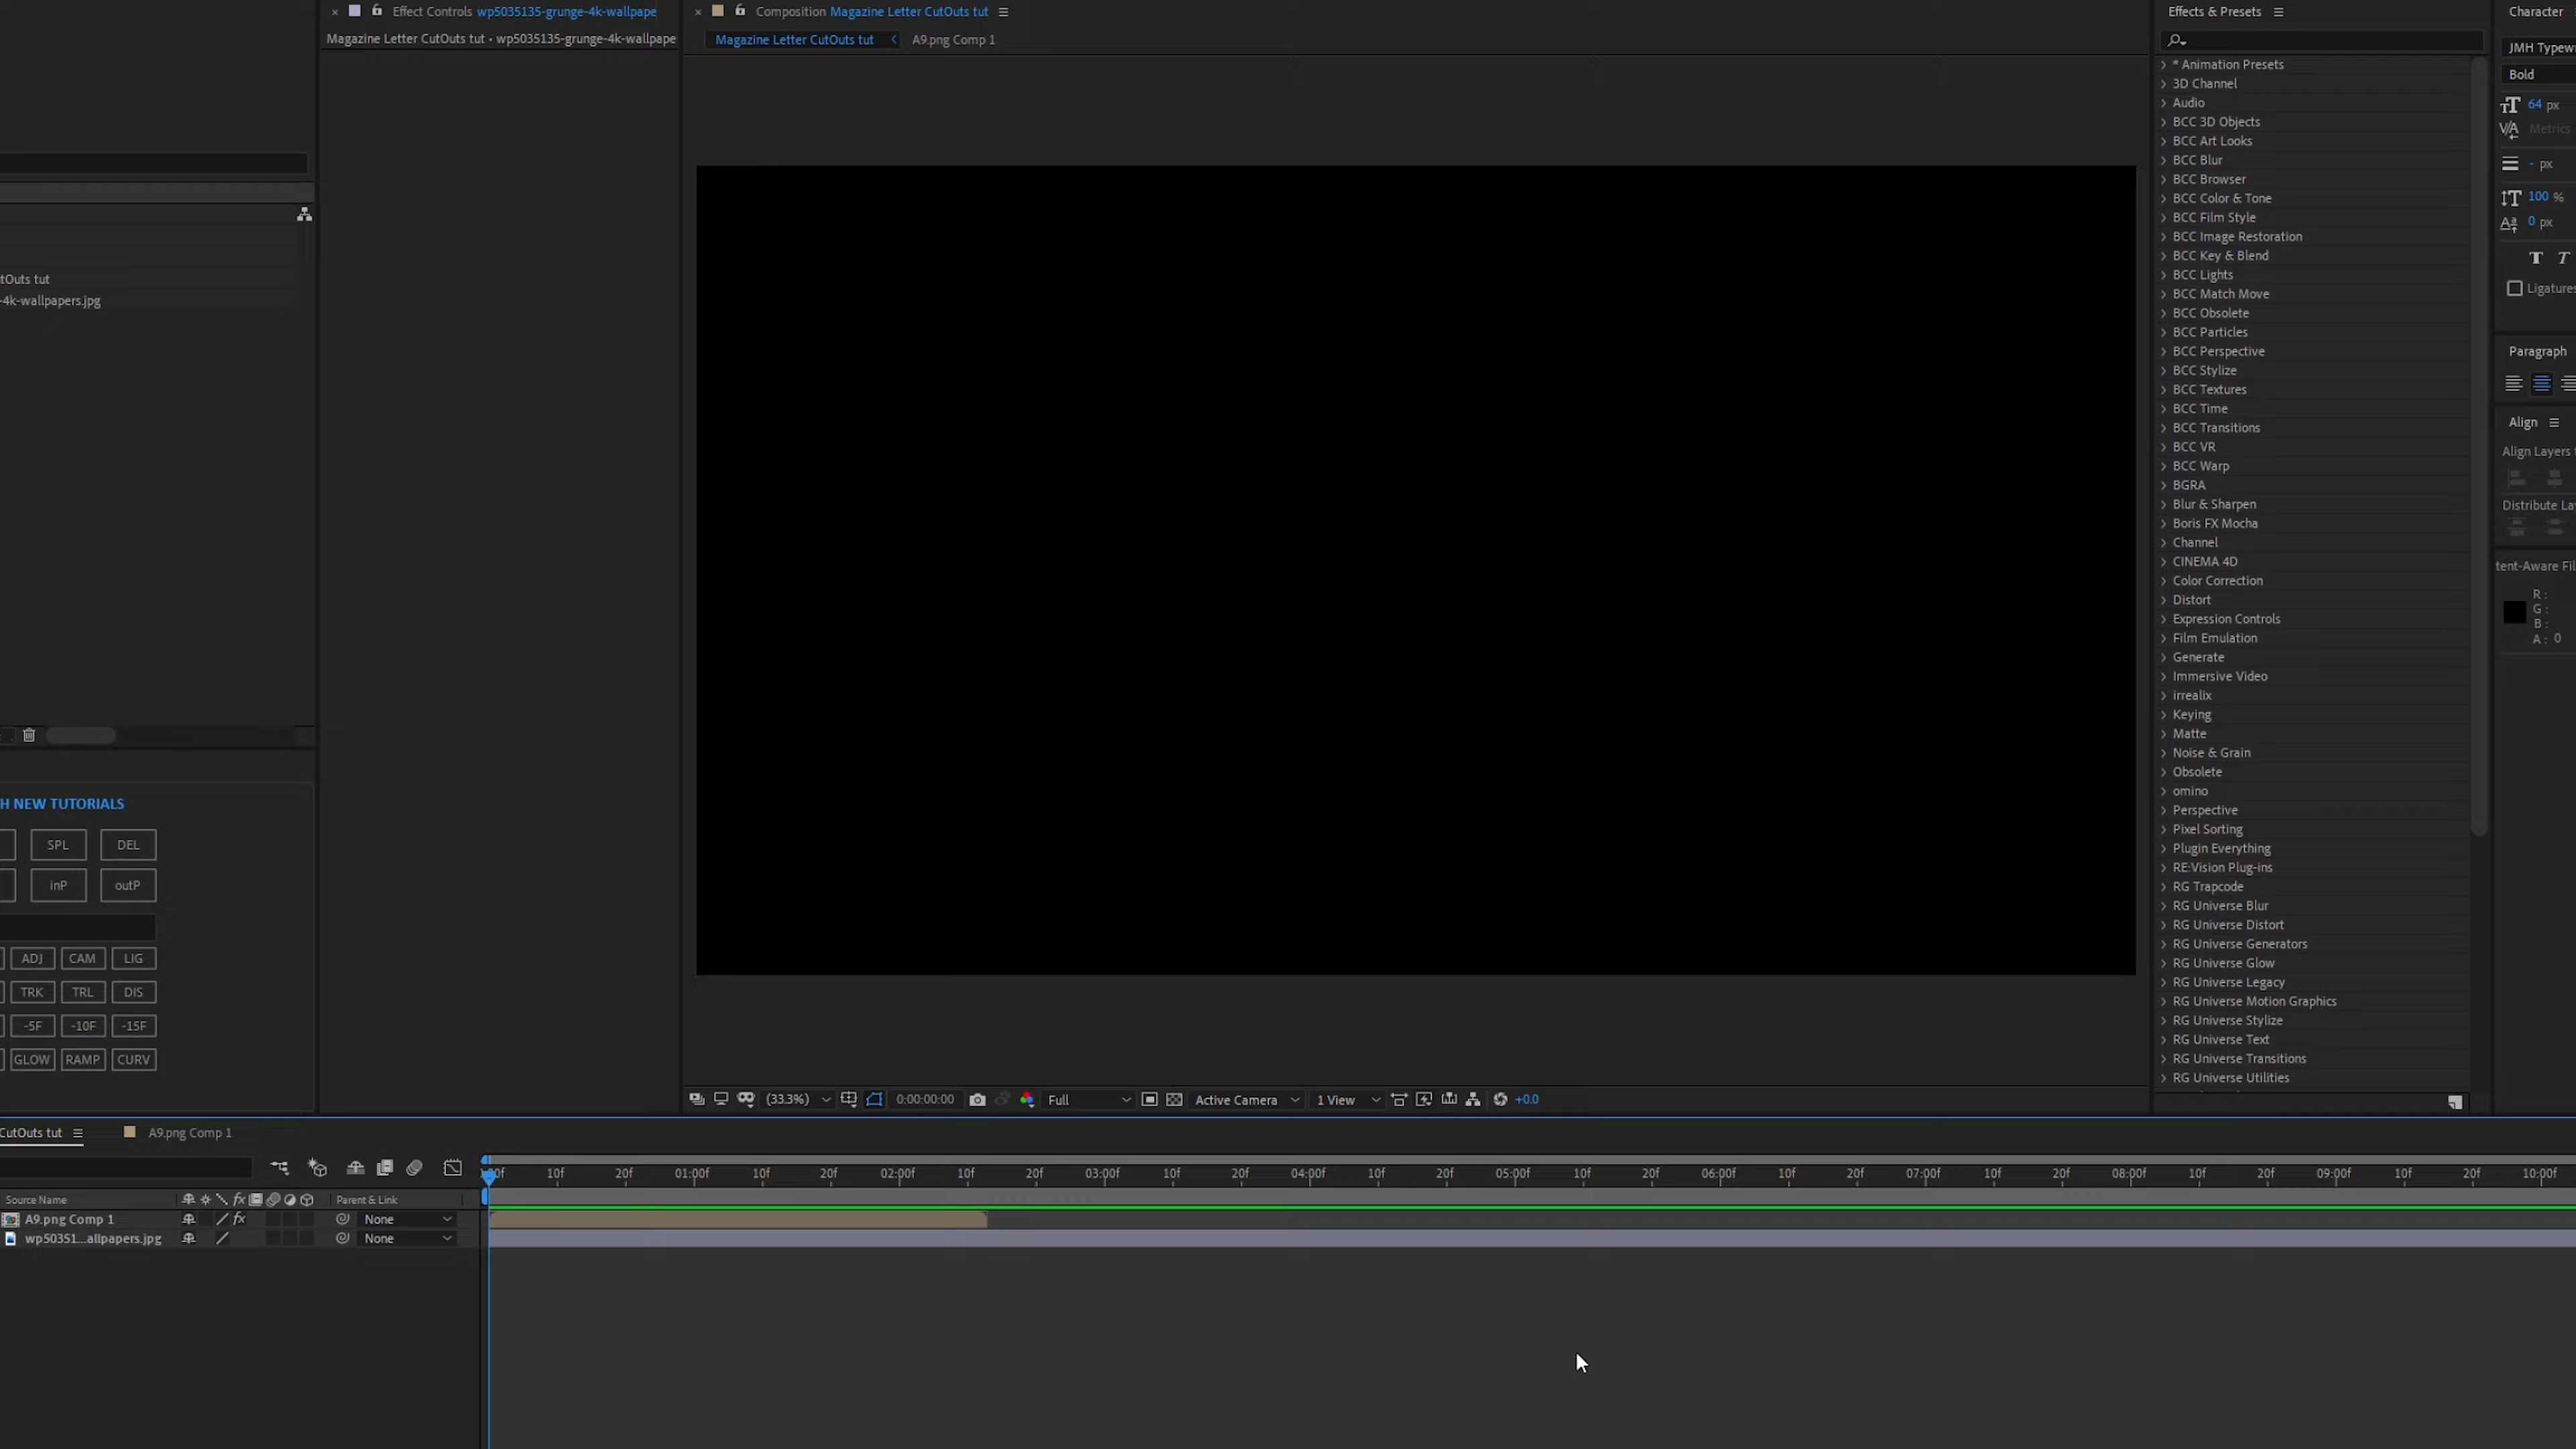 Effect Controls wp5035135-grunge-4k-wallpape
Magazine Letter CutOuts tut • wp5035135-grunge-4k-wallpape
tOuts tut
-4k-wallpapers.jpg
H NEW TUTORIALS
SPL DEL
inP outP
ADJ CAM LIG
TRK TRL DIS
-5F -10F -15F
GLOW RAMP CURV
Composition Magazine Letter CutOuts tut
Magazine Letter CutOuts tut A9.png Comp 1
(33.3%) 0:00:00:00 Full Active Camera 1 View +0.0
Effects & Presets
* Animation Presets
3D Channel
Audio
BCC 3D Objects
BCC Art Looks
BCC Blur
BCC Browser
BCC Color & Tone
BCC Film Style
BCC Image Restoration
BCC Key & Blend
BCC Lights
BCC Match Move
BCC Obsolete
BCC Particles
BCC Perspective
BCC Stylize
BCC Textures
BCC Time
BCC Transitions
BCC VR
BCC Warp
BGRA
Blur & Sharpen
Boris FX Mocha
Channel
CINEMA 4D
Color Correction
Distort
Expression Controls
Film Emulation
Generate
Immersive Video
irrealix
Keying
Matte
Noise & Grain
Obsolete
omino
Perspective
Pixel Sorting
Plugin Everything
RE:Vision Plug-ins
RG Trapcode
RG Universe Blur
RG Universe Distort
RG Universe Generators
RG Universe Glow
RG Universe Legacy
RG Universe Motion Graphics
RG Universe Stylize
RG Universe Text
RG Universe Transitions
RG Universe Utilities
Character
JMH Typew
Bold
64 px
Metrics
- px
100 %
0 px
T T
Ligatures
Paragraph
Align
Align Layers
Distribute La
tent-Aware Fil
R :
G :
B :
A : 0
CutOuts tut A9.png Comp 1
10f 20f 01:00f 10f 20f 02:00f 10f 20f 03:00f 10f 20f 04:00f 10f 20f 05:00f 10f 20f 06:00f 10f 20f 07:00f 10f 20f 08:00f 10f 20f 09:00f 10f 20f 10:00f
Source Name fx Parent & Link
A9.png Comp 1 fx None
wp50351...allpapers.jpg None